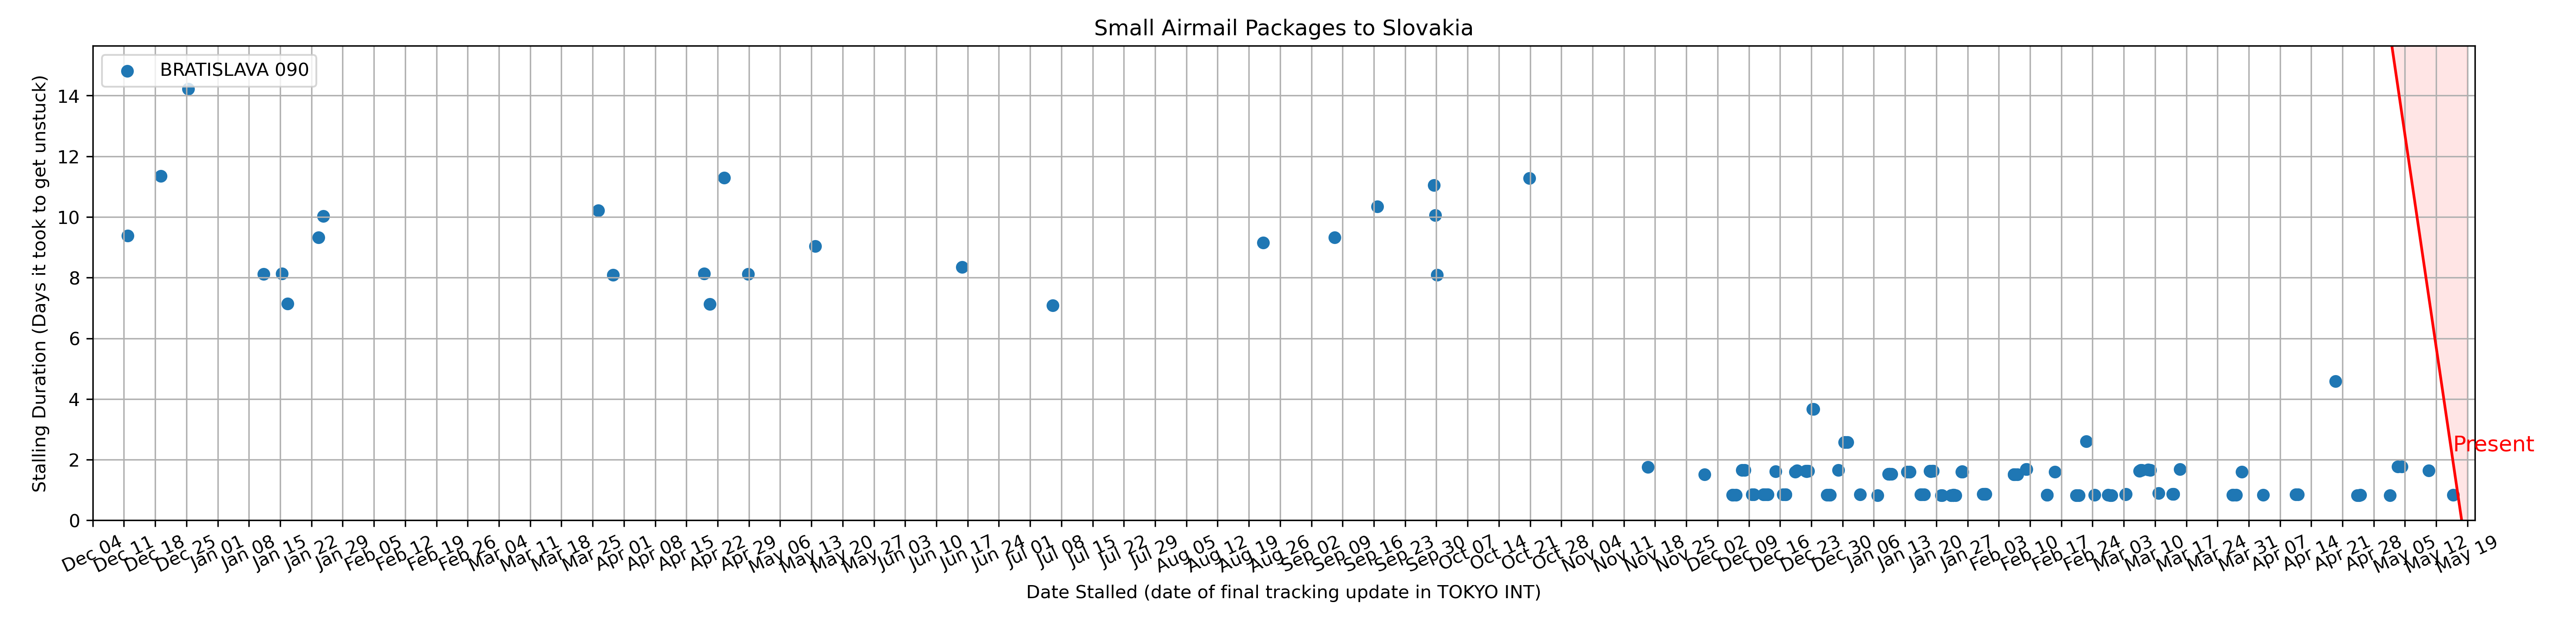 Small Airmail Packages to Slovakia
BRATISLAVA 090
Stalling Duration (Days it took to get unstuck)
14
12
10
8
6
4
2
0
Present
Dec 04
Dec 11
Dec 18
Dec 25
Jan 01
Jan 08
Jan 15
Jan 22
Jan 29
Feb 05
Feb 12
Feb 19
Feb 26
Mar 04
Mar 11
Mar 18
Mar 25
Apr 01
Apr 08
Apr 15
Apr 22
Apr 29
May 06
May 13
May 20
May 27
Jun 03
Jun 10
Jun 17
Jun 24
Jul 01
Jul 08
Jul 15
Jul 22
Jul 29
Aug 05
Aug 12
Aug 19
Aug 26
Sep 02
Sep 09
Sep 16
Sep 23
Sep 30
Oct 07
Oct 14
Oct 21
Oct 28
Nov 04
Nov 11
Nov 18
Nov 25
Dec 02
Dec 09
Dec 16
Dec 23
Dec 30
Jan 06
Jan 13
Jan 20
Jan 27
Feb 03
Feb 10
Feb 17
Feb 24
Mar 03
Mar 10
Mar 17
Mar 24
Mar 31
Apr 07
Apr 14
Apr 21
Apr 28
May 05
May 12
May 19
Date Stalled (date of final tracking update in TOKYO INT)